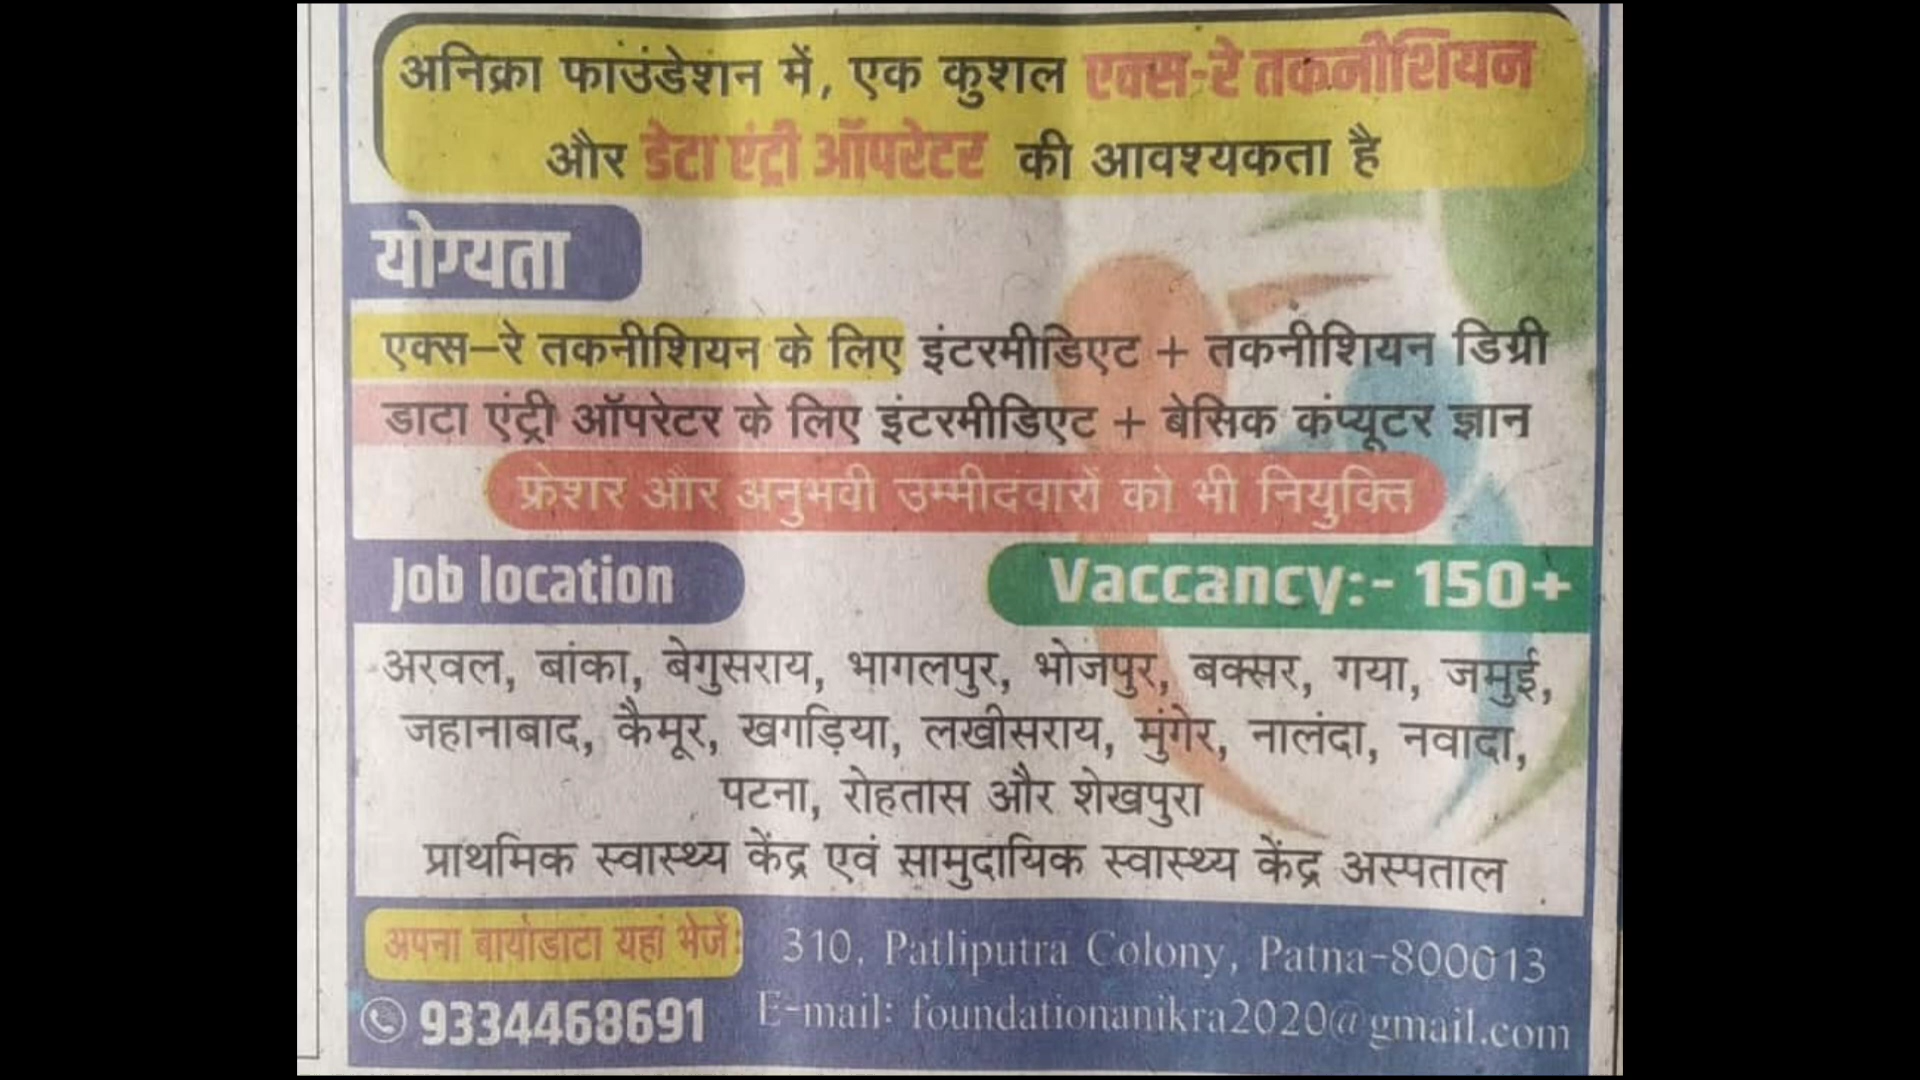 अनिक्रा फाउंडेशन में, एक कुशल एक्स-रे तकनीशियन
और डेटा एंट्री ऑपरेटर की आवश्यकता है
योग्यता
एक्स-रे तकनीशियन के लिए इंटरमीडिएट + तकनीशियन डिग्री
डाटा एंट्री ऑपरेटर के लिए इंटरमीडिएट + बेसिक कंप्यूटर ज्ञान
फ्रेशर और अनुभवी उम्मीदवारों को भी नियुक्ति
Job location
Vaccancy:- 150+
अरवल, बांका, बेगुसराय, भागलपुर, भोजपुर, बक्सर, गया, जमुई,
जहानाबाद, कैमूर, खगड़िया, लखीसराय, मुंगेर, नालंदा, नवादा,
पटना, रोहतास और शेखपुरा
प्राथमिक स्वास्थ्य केंद्र एवं सामुदायिक स्वास्थ्य केंद्र अस्पताल
अपना बायोडाटा यहां भेजें:
310, Patliputra Colony, Patna-800013
9334468691
E-mail: foundationanikra2020@gmail.com